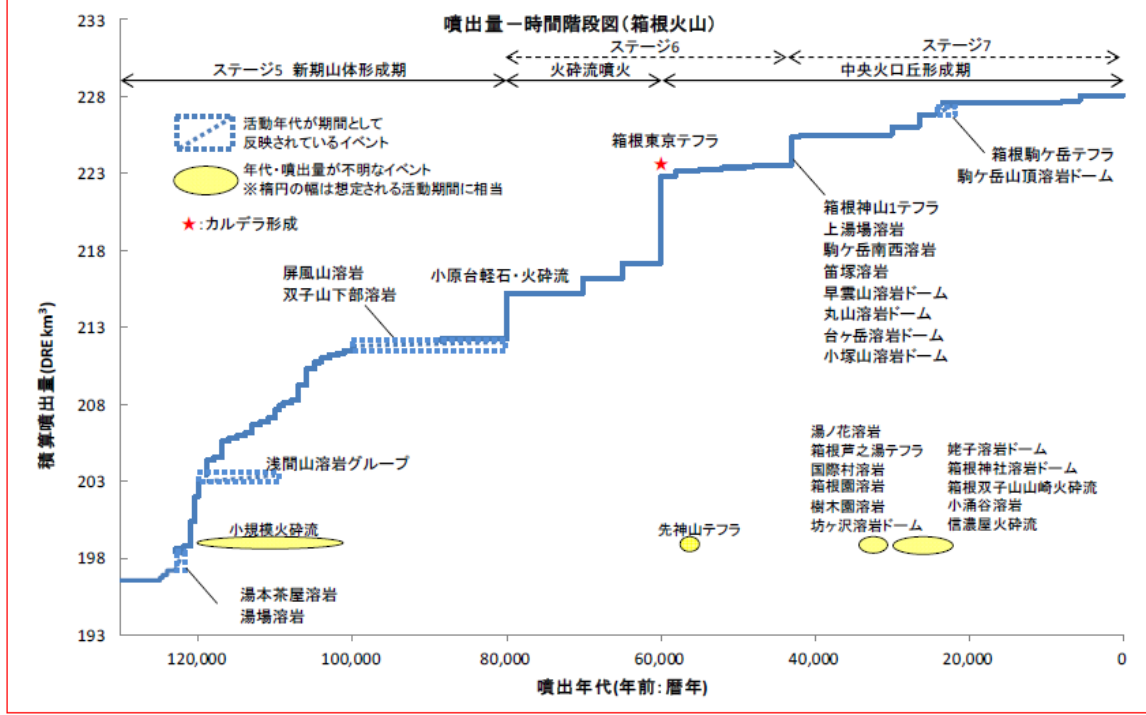 噴出量－時間階段図（箱根火山）
ステージ6
ステージ7
ステージ5 新期山体形成期
火砕流噴火
中央火口丘形成期
活動年代が期間として
反映されているイベント
年代・噴出量が不明なイベント
※楕円の幅は想定される活動期間に相当
★：カルデラ形成
箱根東京テフラ
箱根駒ケ岳テフラ
駒ケ岳山頂溶岩ドーム
箱根神山1テフラ
上湯場溶岩
駒ケ岳南西溶岩
笛塚溶岩
早雲山溶岩ドーム
丸山溶岩ドーム
台ヶ岳溶岩ドーム
小塚山溶岩ドーム
屏風山溶岩
双子山下部溶岩
小原台軽石・火砕流
浅間山溶岩グループ
小規模火砕流
湯本茶屋溶岩
湯場溶岩
先神山テフラ
湯ノ花溶岩
箱根芦之湯テフラ
国際村溶岩
箱根園溶岩
樹木園溶岩
坊ヶ沢溶岩ドーム
姥子溶岩ドーム
箱根神社溶岩ドーム
箱根双子山山崎火砕流
小涌谷溶岩
信濃屋火砕流
積算噴出量(DRE km³)
233
228
223
218
213
208
203
198
193
120,000
100,000
80,000
60,000
40,000
20,000
0
噴出年代(年前：暦年)